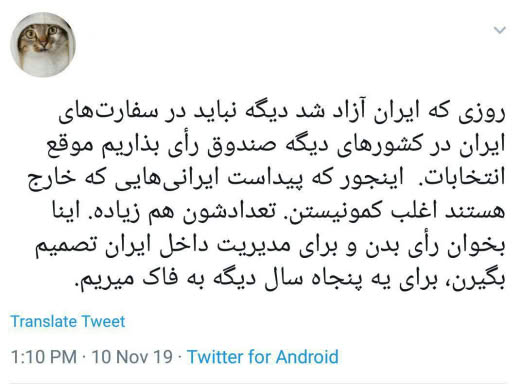 روزی که ایران آزاد شد دیگه نباید در سفارت‌های
ایران در کشورهای دیگه صندوق رأی بذاریم موقع
انتخابات. اینجور که پیداست ایرانی‌هایی که خارج
هستند اغلب کمونیستن. تعدادشون هم زیاده. اینا
بخوان رأی بدن و برای مدیریت داخل ایران تصمیم
بگیرن، برای یه پنجاه سال دیگه به فاک میریم.
Translate Tweet
1:10 PM · 10 Nov 19 · Twitter for Android